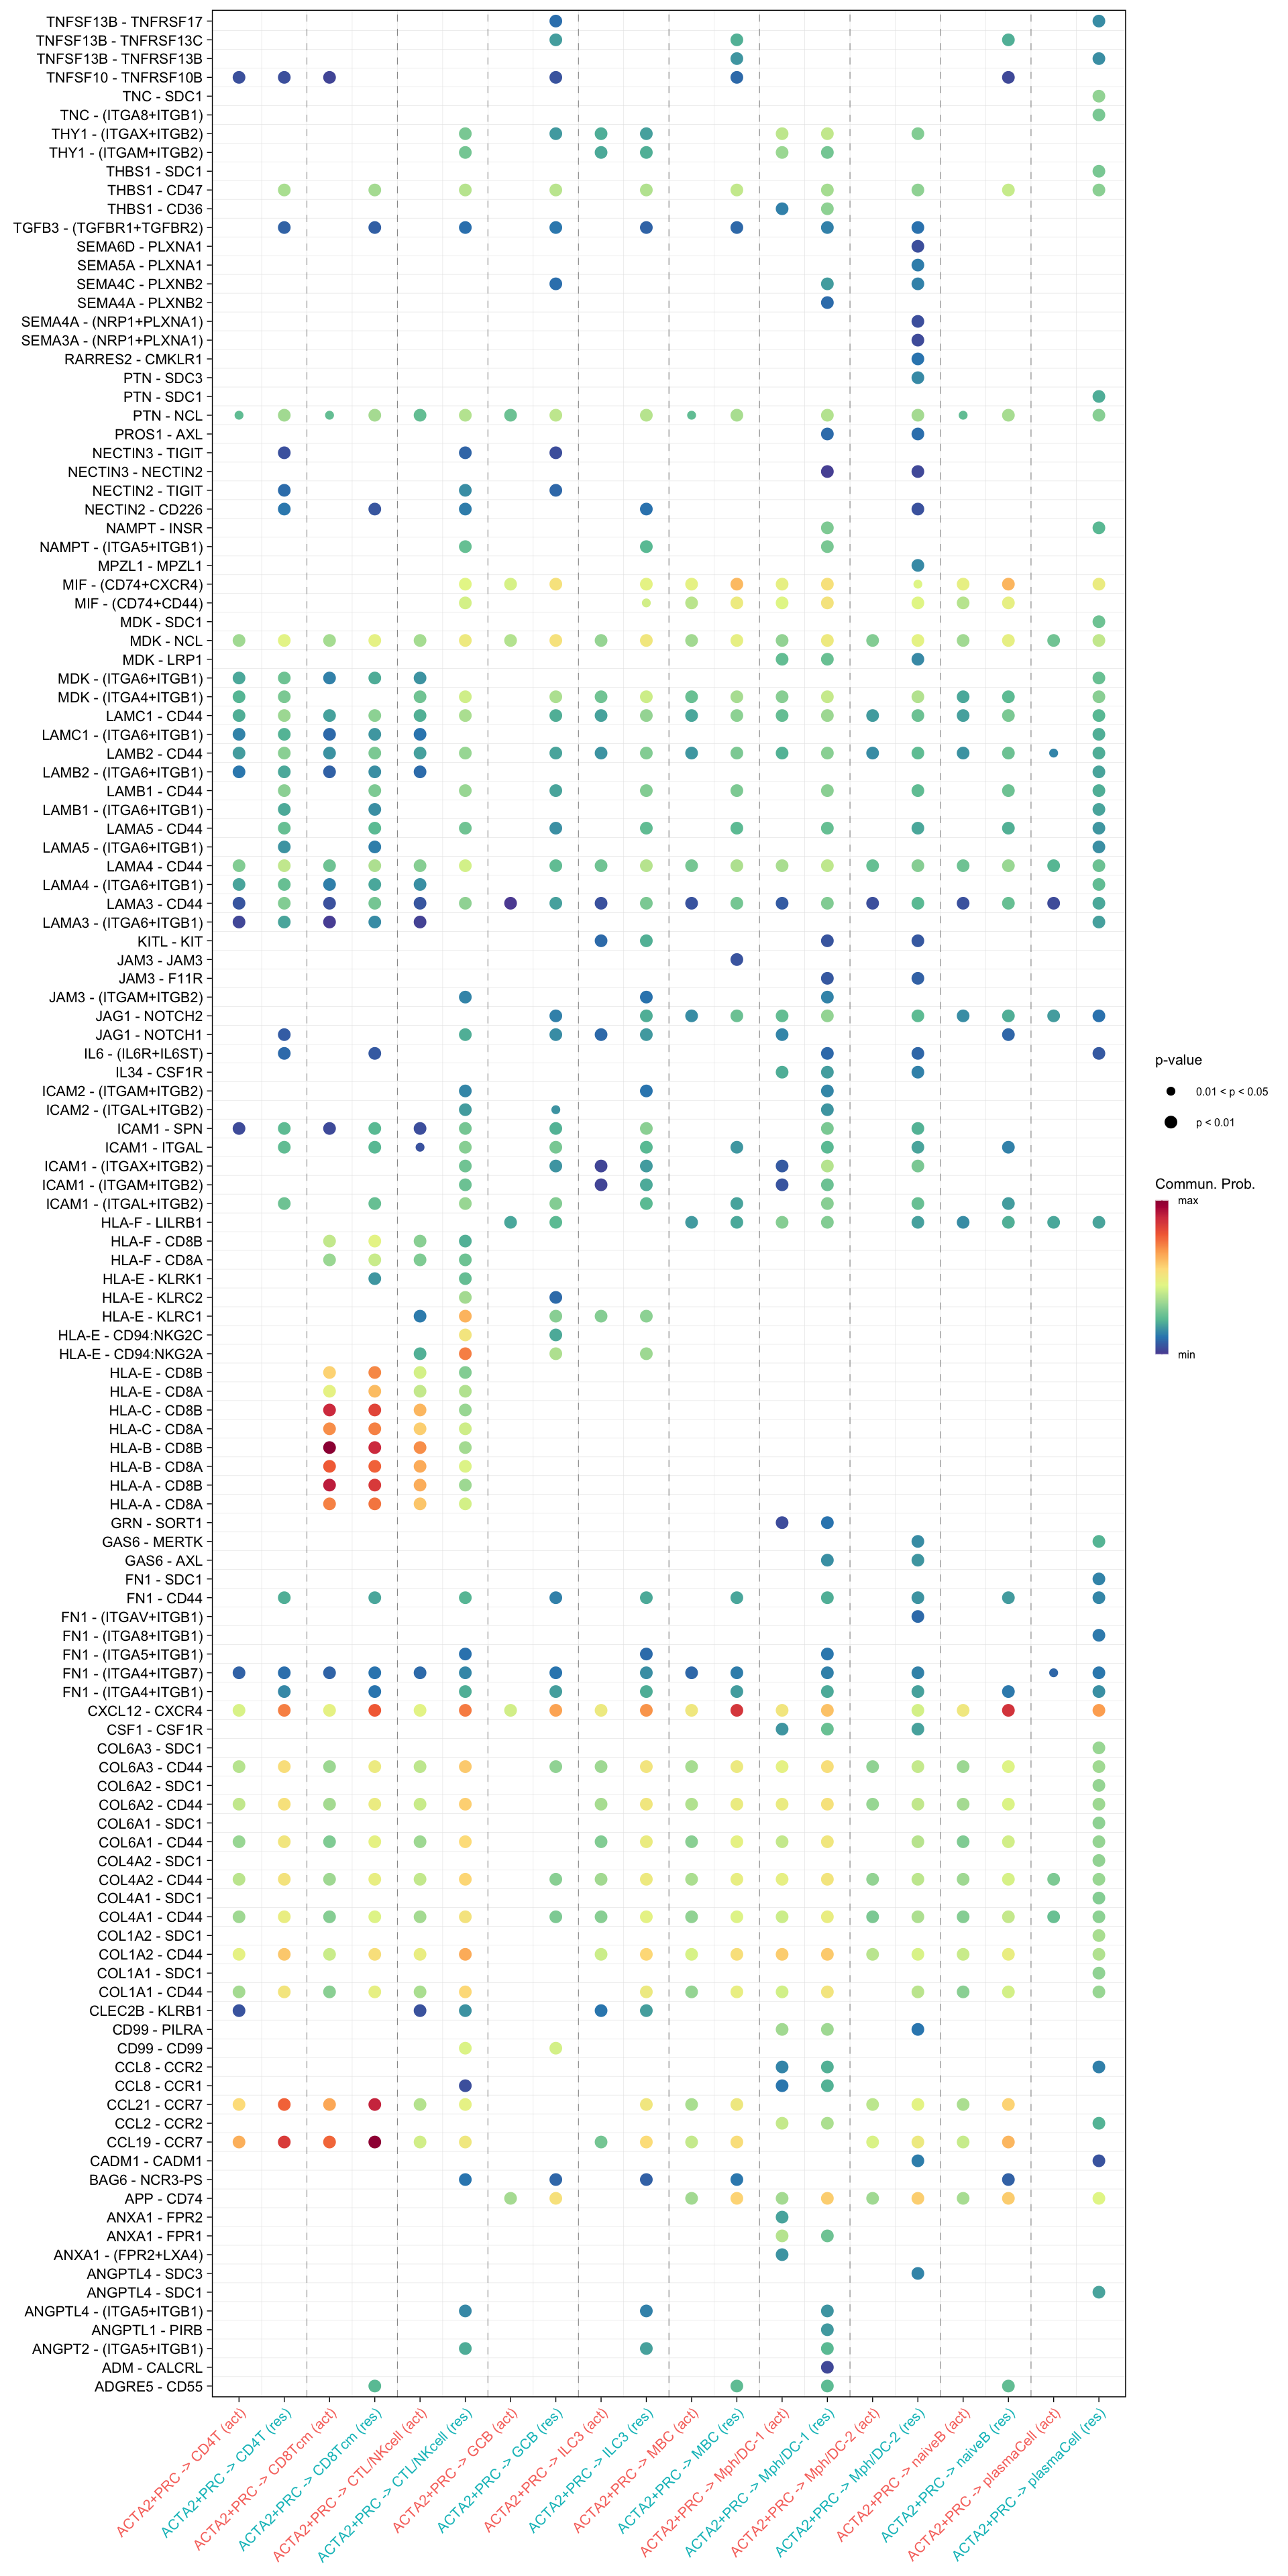 TNFSF13B - TNFRSF17
TNFSF13B - TNFRSF13C
TNFSF13B - TNFRSF13B
TNFSF10 - TNFRSF10B
TNC - SDC1
TNC - (ITGA8+ITGB1)
THY1 - (ITGAX+ITGB2)
THY1 - (ITGAM+ITGB2)
THBS1 - SDC1
THBS1 - CD47
THBS1 - CD36
TGFB3 - (TGFBR1+TGFBR2)
SEMA6D - PLXNA1
SEMA5A - PLXNA1
SEMA4C - PLXNB2
SEMA4A - PLXNB2
SEMA4A - (NRP1+PLXNA1)
SEMA3A - (NRP1+PLXNA1)
RARRES2 - CMKLR1
PTN - SDC3
PTN - SDC1
PTN - NCL
PROS1 - AXL
NECTIN3 - TIGIT
NECTIN3 - NECTIN2
NECTIN2 - TIGIT
NECTIN2 - CD226
NAMPT - INSR
NAMPT - (ITGA5+ITGB1)
MPZL1 - MPZL1
MIF - (CD74+CXCR4)
MIF - (CD74+CD44)
MDK - SDC1
MDK - NCL
MDK - LRP1
MDK - (ITGA6+ITGB1)
MDK - (ITGA4+ITGB1)
LAMC1 - CD44
LAMC1 - (ITGA6+ITGB1)
LAMB2 - CD44
LAMB2 - (ITGA6+ITGB1)
LAMB1 - CD44
LAMB1 - (ITGA6+ITGB1)
LAMA5 - CD44
LAMA5 - (ITGA6+ITGB1)
LAMA4 - CD44
LAMA4 - (ITGA6+ITGB1)
LAMA3 - CD44
LAMA3 - (ITGA6+ITGB1)
KITL - KIT
JAM3 - JAM3
JAM3 - F11R
JAM3 - (ITGAM+ITGB2)
JAG1 - NOTCH2
JAG1 - NOTCH1
IL6 - (IL6R+IL6ST)
IL34 - CSF1R
ICAM2 - (ITGAM+ITGB2)
ICAM2 - (ITGAL+ITGB2)
ICAM1 - SPN
ICAM1 - ITGAL
ICAM1 - (ITGAX+ITGB2)
ICAM1 - (ITGAM+ITGB2)
ICAM1 - (ITGAL+ITGB2)
HLA-F - LILRB1
HLA-F - CD8B
HLA-F - CD8A
HLA-E - KLRK1
HLA-E - KLRC2
HLA-E - KLRC1
HLA-E - CD94:NKG2C
HLA-E - CD94:NKG2A
HLA-E - CD8B
HLA-E - CD8A
HLA-C - CD8B
HLA-C - CD8A
HLA-B - CD8B
HLA-B - CD8A
HLA-A - CD8B
HLA-A - CD8A
GRN - SORT1
GAS6 - MERTK
GAS6 - AXL
FN1 - SDC1
FN1 - CD44
FN1 - (ITGAV+ITGB1)
FN1 - (ITGA8+ITGB1)
FN1 - (ITGA5+ITGB1)
FN1 - (ITGA4+ITGB7)
FN1 - (ITGA4+ITGB1)
CXCL12 - CXCR4
CSF1 - CSF1R
COL6A3 - SDC1
COL6A3 - CD44
COL6A2 - SDC1
COL6A2 - CD44
COL6A1 - SDC1
COL6A1 - CD44
COL4A2 - SDC1
COL4A2 - CD44
COL4A1 - SDC1
COL4A1 - CD44
COL1A2 - SDC1
COL1A2 - CD44
COL1A1 - SDC1
COL1A1 - CD44
CLEC2B - KLRB1
CD99 - PILRA
CD99 - CD99
CCL8 - CCR2
CCL8 - CCR1
CCL21 - CCR7
CCL2 - CCR2
CCL19 - CCR7
CADM1 - CADM1
BAG6 - NCR3-PS
APP - CD74
ANXA1 - FPR2
ANXA1 - FPR1
ANXA1 - (FPR2+LXA4)
ANGPTL4 - SDC3
ANGPTL4 - SDC1
ANGPTL4 - (ITGA5+ITGB1)
ANGPTL1 - PIRB
ANGPT2 - (ITGA5+ITGB1)
ADM - CALCRL
ADGRE5 - CD55
ACTA2+PRC -> CD4T (act)
ACTA2+PRC -> CD4T (res)
ACTA2+PRC -> CD8Tcm (act)
ACTA2+PRC -> CD8Tcm (res)
ACTA2+PRC -> CTL/NKcell (act)
ACTA2+PRC -> CTL/NKcell (res)
ACTA2+PRC -> GCB (act)
ACTA2+PRC -> GCB (res)
ACTA2+PRC -> ILC3 (act)
ACTA2+PRC -> ILC3 (res)
ACTA2+PRC -> MBC (act)
ACTA2+PRC -> MBC (res)
ACTA2+PRC -> Mph/DC-1 (act)
ACTA2+PRC -> Mph/DC-1 (res)
ACTA2+PRC -> Mph/DC-2 (act)
ACTA2+PRC -> Mph/DC-2 (res)
ACTA2+PRC -> naiveB (act)
ACTA2+PRC -> naiveB (res)
ACTA2+PRC -> plasmaCell (act)
ACTA2+PRC -> plasmaCell (res)
p-value
0.01 < p < 0.05
p < 0.01
Commun. Prob.
max
min